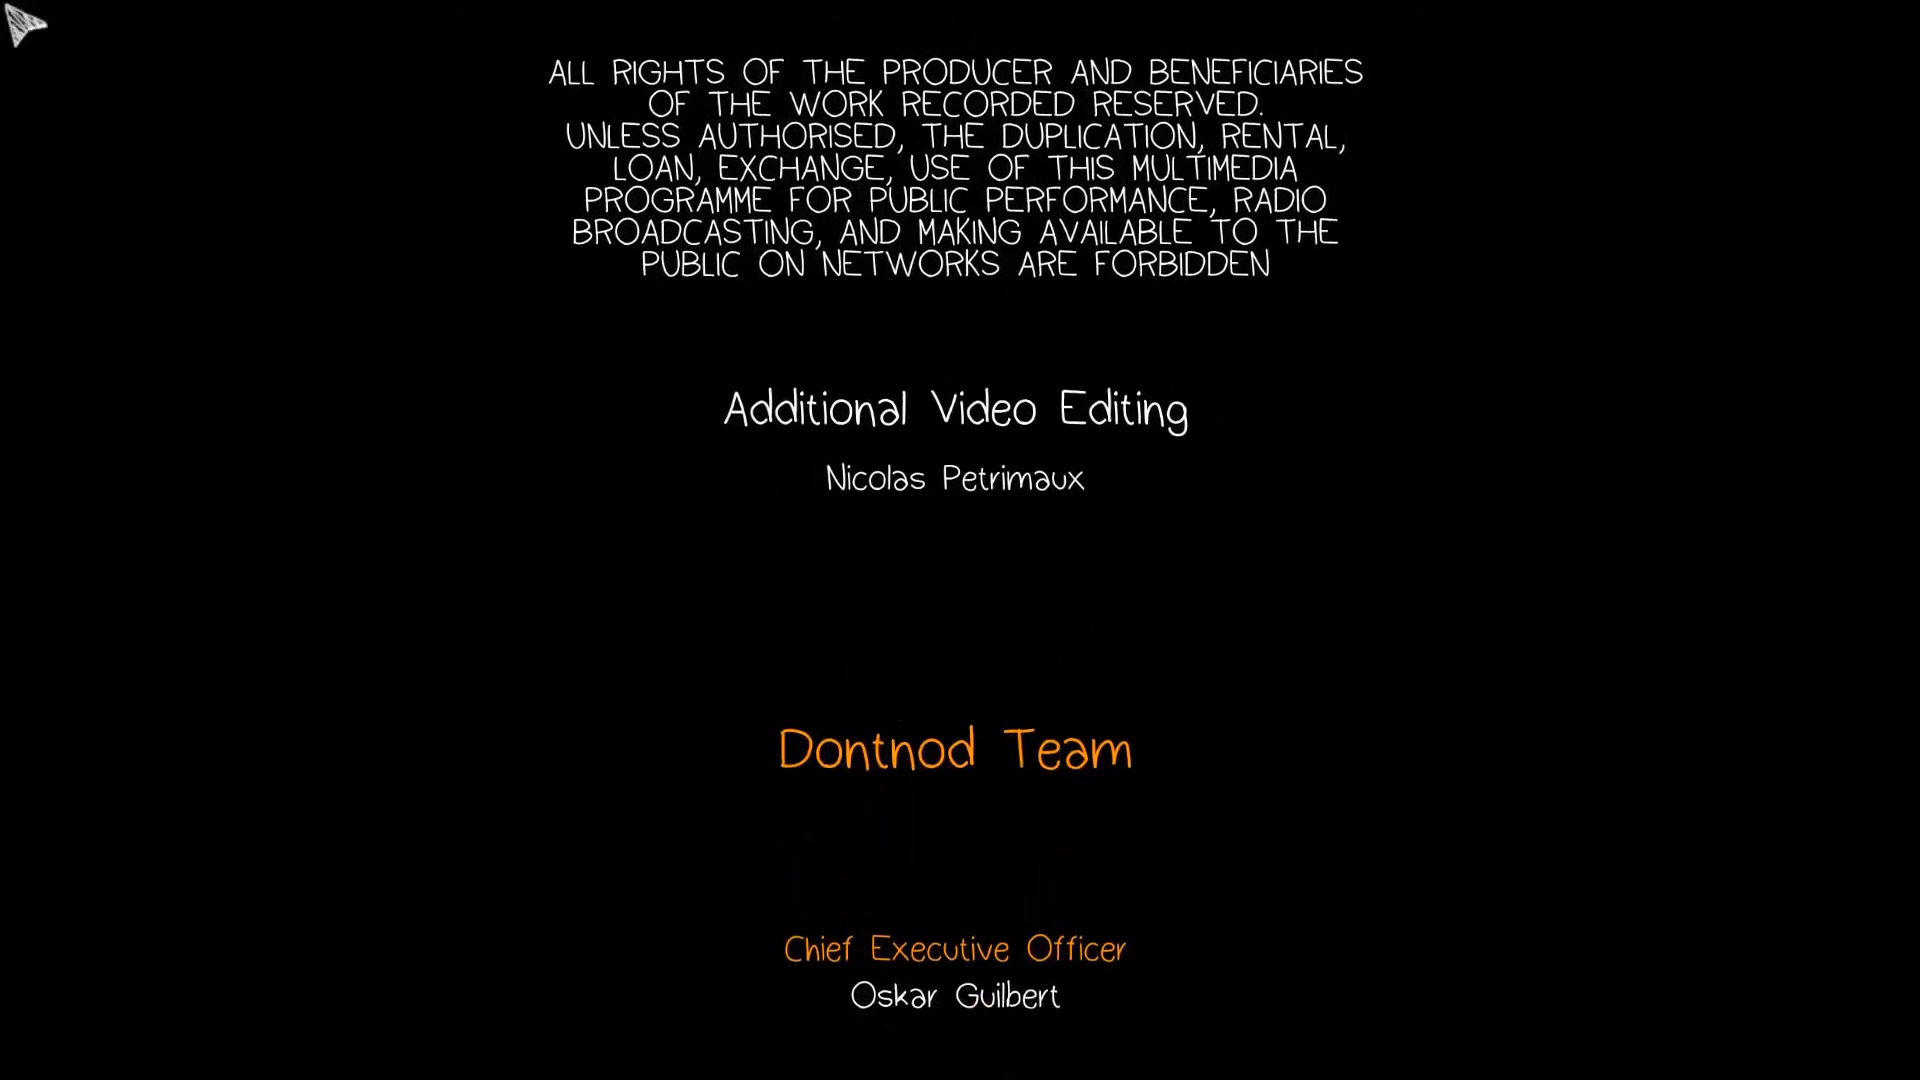 ALL RIGHTS OF THE PRODUCER AND BENEFICIARIES
OF THE WORK RECORDED RESERVED.
UNLESS AUTHORISED, THE DUPLICATION, RENTAL,
LOAN, EXCHANGE, USE OF THIS MULTIMEDIA
PROGRAMME FOR PUBLIC PERFORMANCE, RADIO
BROADCASTING, AND MAKING AVAILABLE TO THE
PUBLIC ON NETWORKS ARE FORBIDDEN
Additional Video Editing
Nicolas Petrimaux
Dontnod Team
Chief Executive Officer
Oskar Guilbert